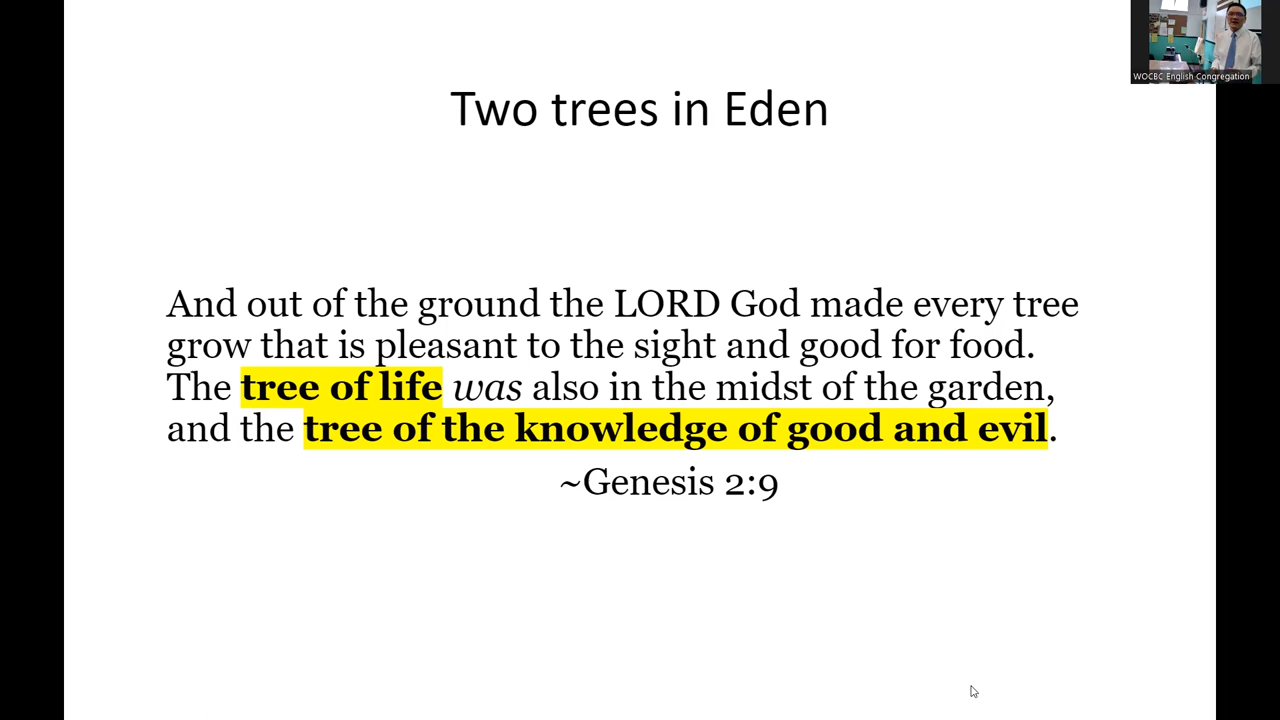 WOCBC English Congregation
Two trees in Eden
And out of the ground the LORD God made every tree
grow that is pleasant to the sight and good for food.
The tree of life was also in the midst of the garden,
and the tree of the knowledge of good and evil.
~Genesis 2:9